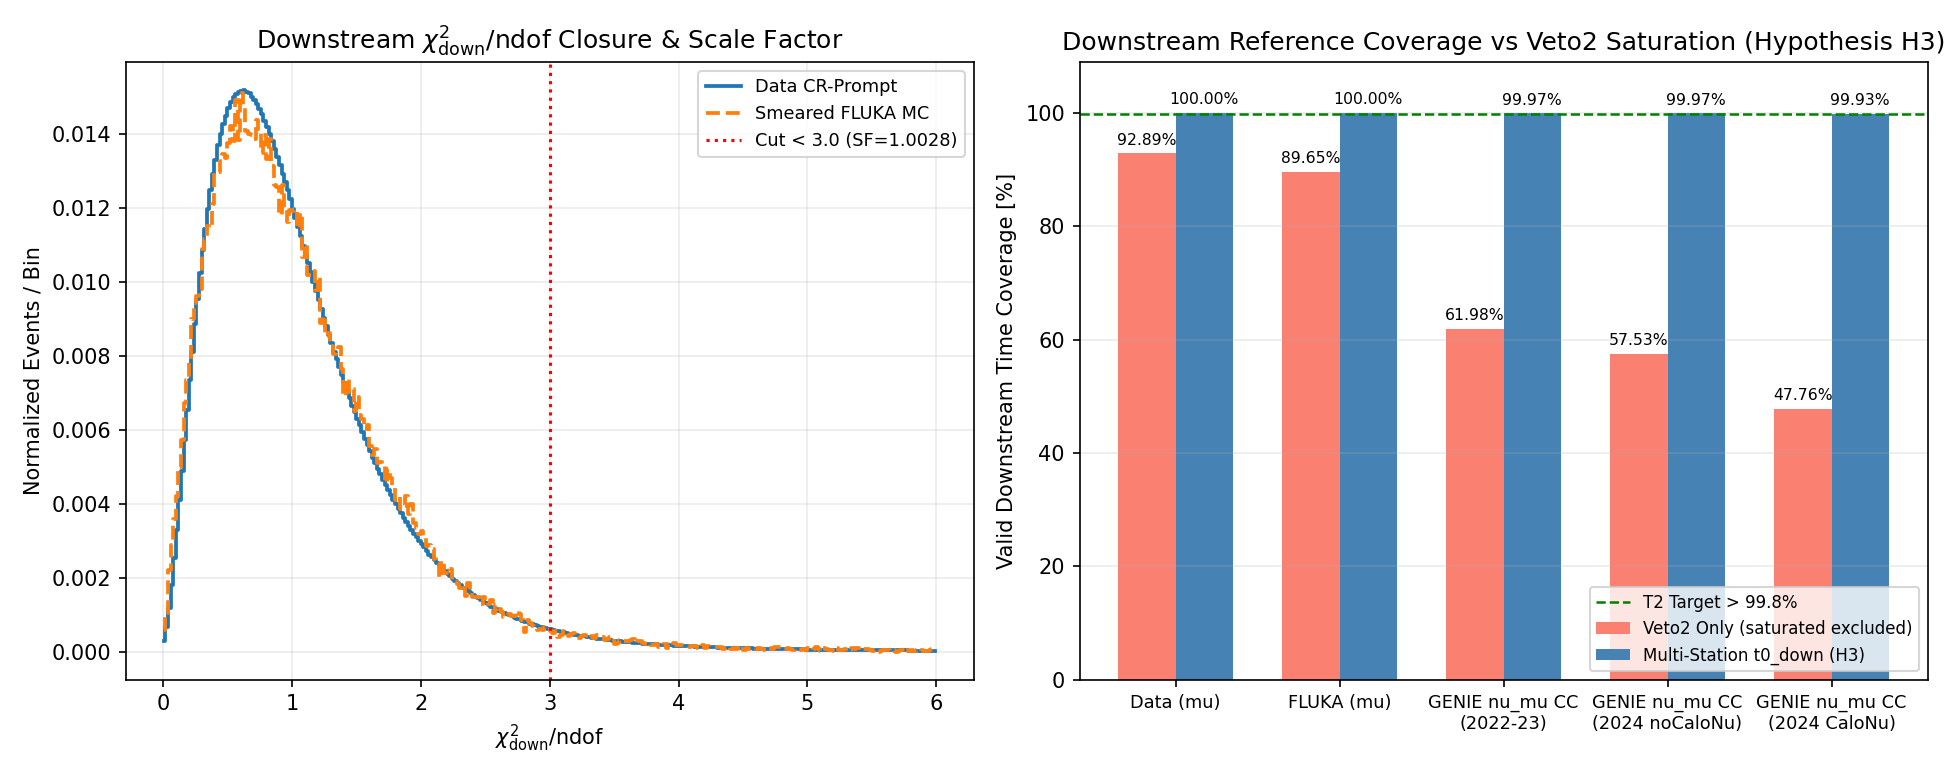 Downstream χ²down/ndof Closure & Scale Factor
Data CR-Prompt
Smeared FLUKA MC
Cut < 3.0 (SF=1.0028)
Normalized Events / Bin
0.014
0.012
0.010
0.008
0.006
0.004
0.002
0.000
0 1 2 3 4 5 6
χ²down/ndof
Downstream Reference Coverage vs Veto2 Saturation (Hypothesis H3)
Valid Downstream Time Coverage [%]
100
80
60
40
20
0
92.89% 100.00%
89.65% 100.00%
61.98% 99.97%
57.53% 99.97%
47.76% 99.93%
T2 Target > 99.8%
Veto2 Only (saturated excluded)
Multi-Station t0_down (H3)
Data (mu)
FLUKA (mu)
GENIE nu_mu CC
(2022-23)
GENIE nu_mu CC
(2024 noCaloNu)
GENIE nu_mu CC
(2024 CaloNu)